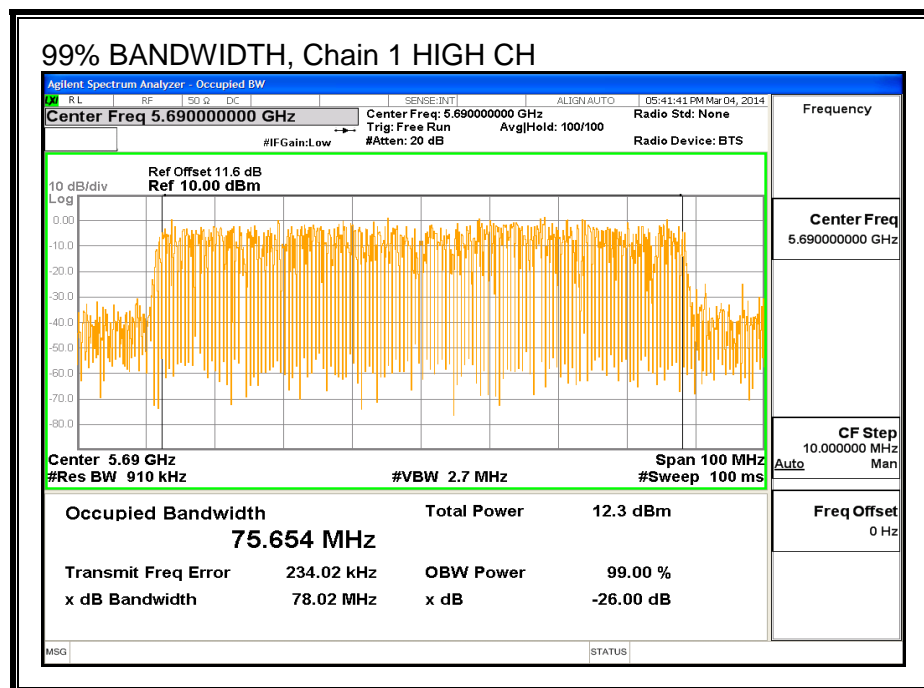 99% BANDWIDTH, Chain 1 HIGH CH
Agilent Spectrum Analyzer - Occupied BW
LXI RL RF 50 Ω DC SENSE:INT ALIGN AUTO 05:41:41 PM Mar 04, 2014
Center Freq 5.690000000 GHz
Center Freq: 5.690000000 GHz
Radio Std: None
Trig: Free Run Avg|Hold: 100/100
#IFGain:Low
#Atten: 20 dB
Radio Device: BTS
Frequency
Ref Offset 11.6 dB
10 dB/div Ref 10.00 dBm
Log
0.00
-10.0
-20.0
-30.0
-40.0
-50.0
-60.0
-70.0
-80.0
Center Freq
5.690000000 GHz
CF Step
10.000000 MHz
Auto Man
Freq Offset
0 Hz
Center 5.69 GHz Span 100 MHz
#Res BW 910 kHz #VBW 2.7 MHz #Sweep 100 ms
Occupied Bandwidth Total Power 12.3 dBm
75.654 MHz
Transmit Freq Error 234.02 kHz OBW Power 99.00 %
x dB Bandwidth 78.02 MHz x dB -26.00 dB
MSG STATUS